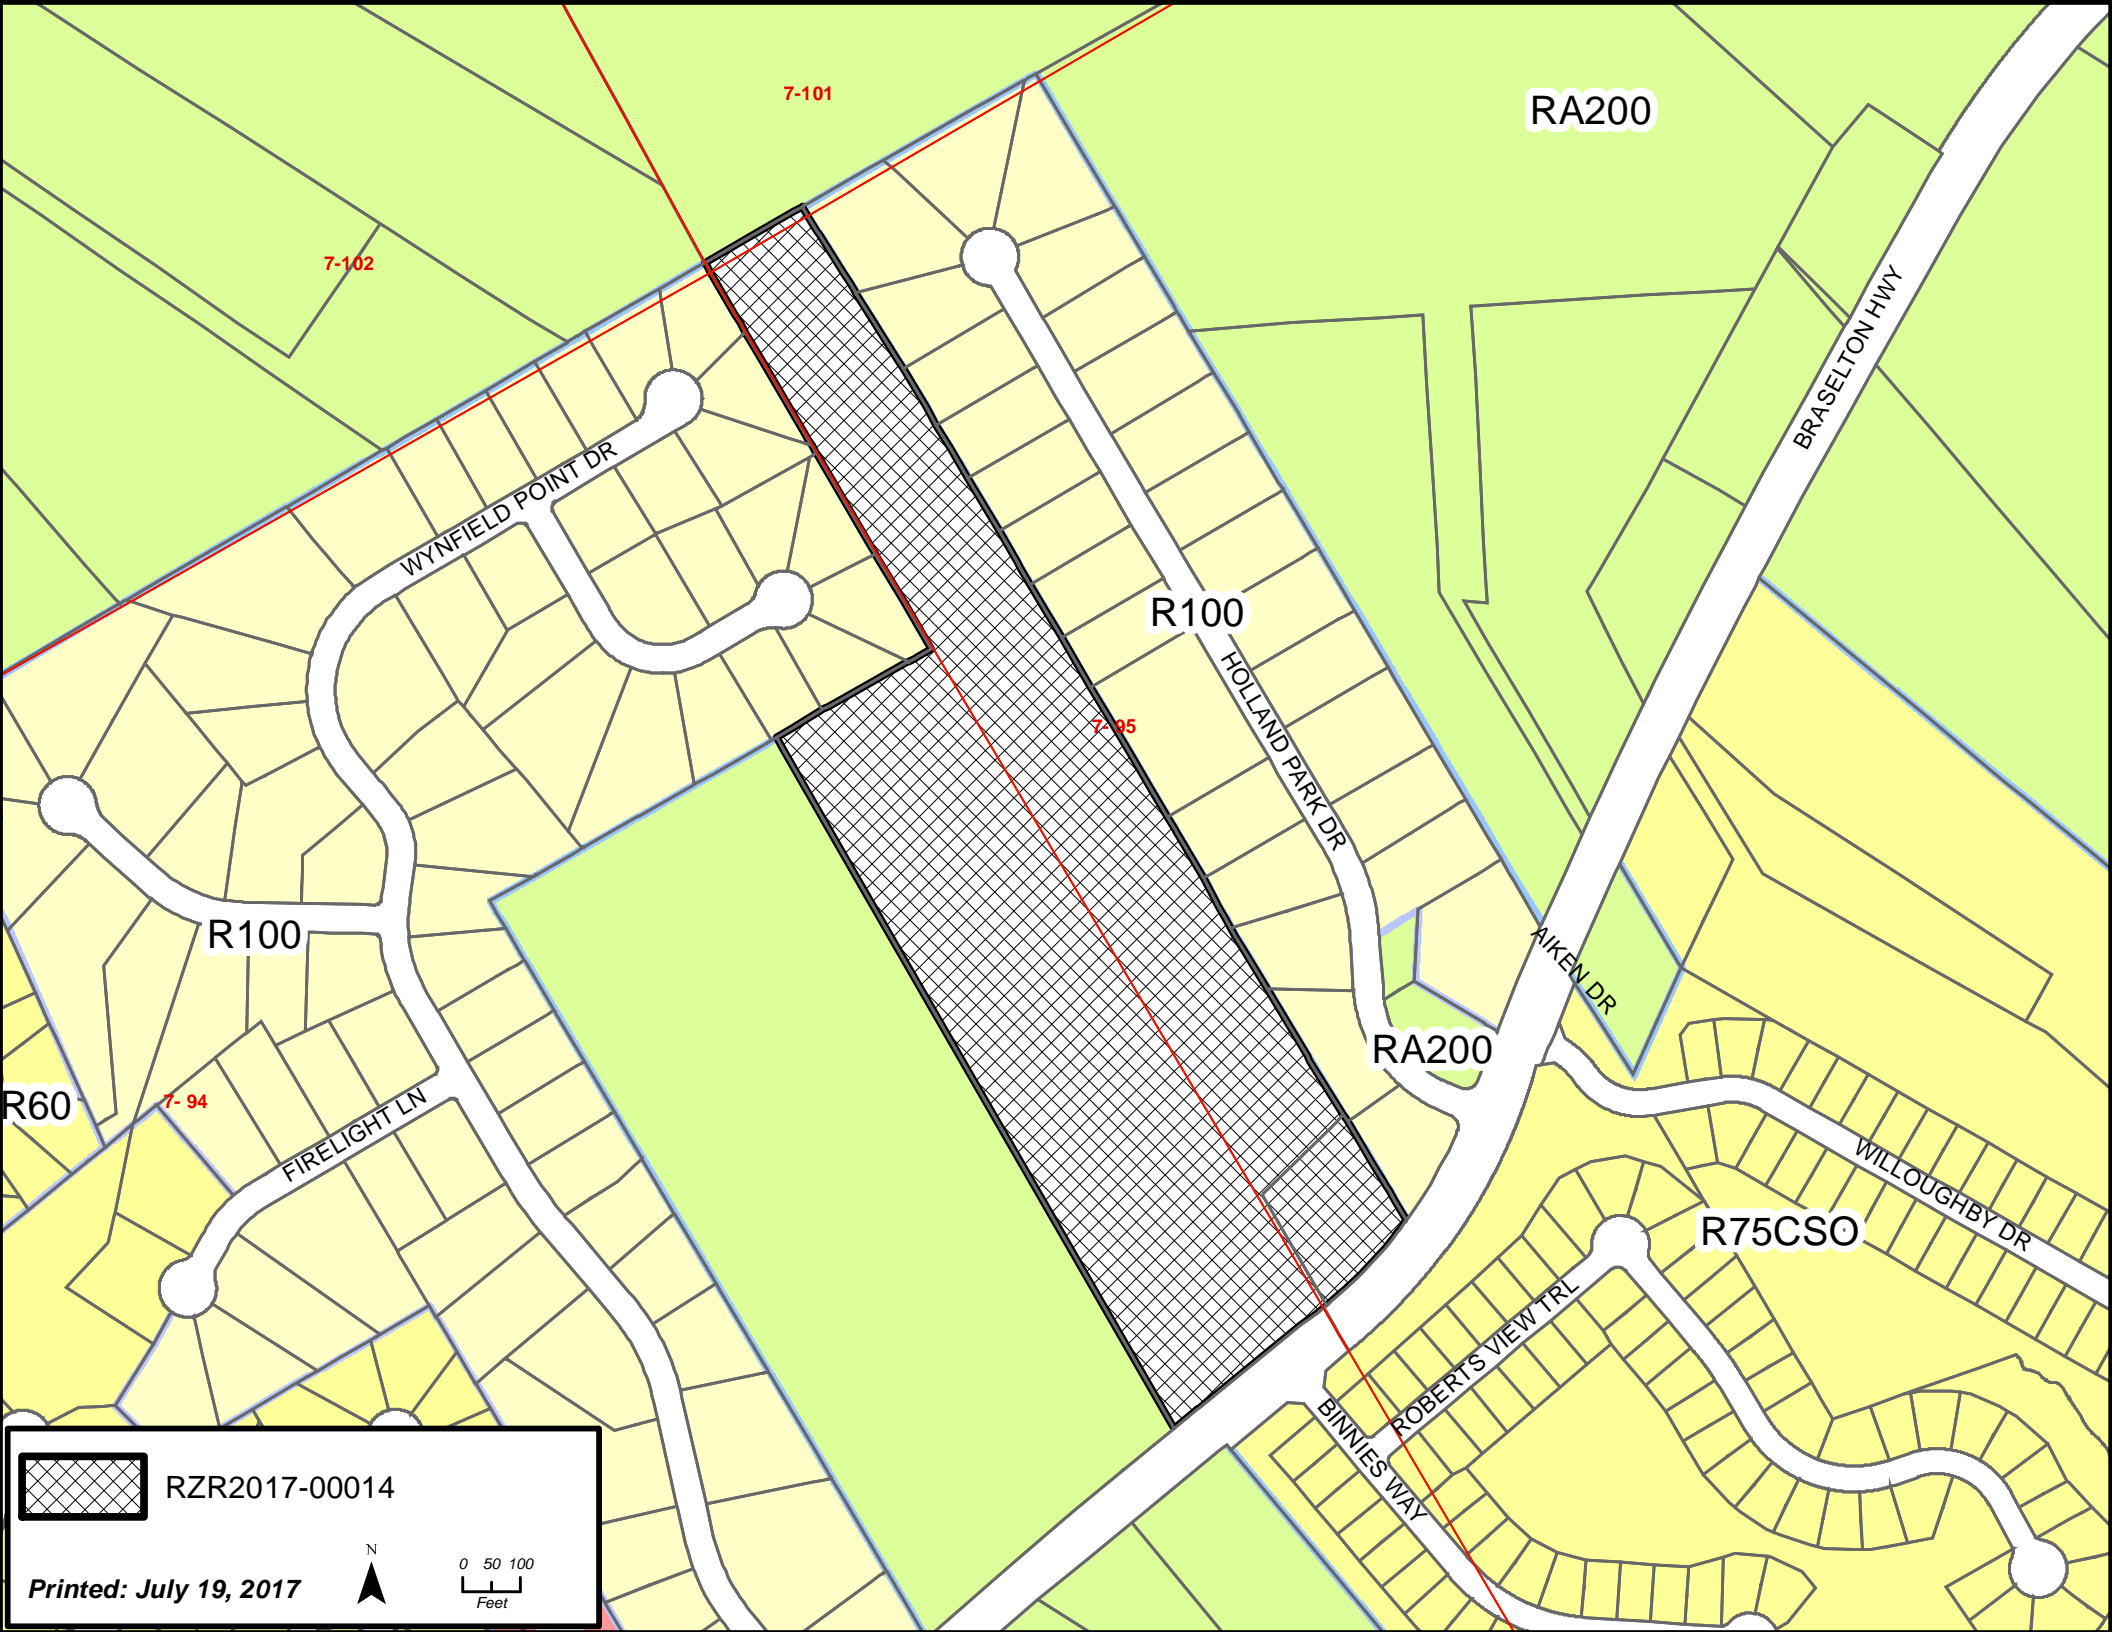 7-101
RA200
7-102
BRASELTON HWY
WYNFIELD POINT DR
R100
HOLLAND PARK DR
7- 95
R100
AIKEN DR
RA200
R60
7- 94
FIRELIGHT LN
WILLOUGHBY DR
R75CSO
ROBERTS VIEW TRL
BINNIES WAY
RZR2017-00014
N
0 50 100
Feet
Printed: July 19, 2017